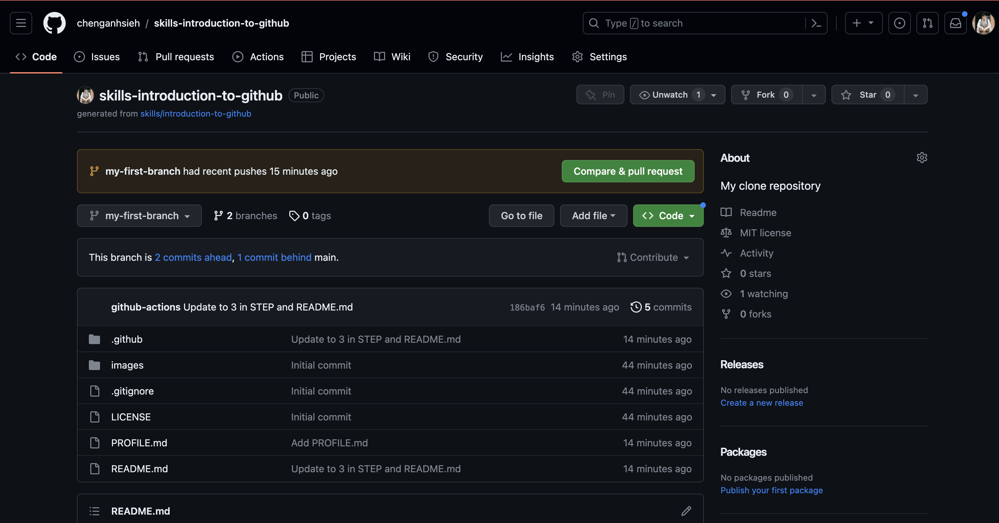 chenganhsieh / skills-introduction-to-github
Type / to search
Code Issues Pull requests Actions Projects Wiki Security Insights Settings
skills-introduction-to-github Public
Pin Unwatch 1 Fork 0 Star 0
generated from skills/introduction-to-github
my-first-branch had recent pushes 15 minutes ago Compare & pull request
my-first-branch 2 branches 0 tags Go to file Add file Code
This branch is 2 commits ahead, 1 commit behind main. Contribute
github-actions Update to 3 in STEP and README.md 186baf6 14 minutes ago 5 commits
.github Update to 3 in STEP and README.md 14 minutes ago
images Initial commit 44 minutes ago
.gitignore Initial commit 44 minutes ago
LICENSE Initial commit 44 minutes ago
PROFILE.md Add PROFILE.md 14 minutes ago
README.md Update to 3 in STEP and README.md 14 minutes ago
README.md
About
My clone repository
Readme
MIT license
Activity
0 stars
1 watching
0 forks
Releases
No releases published
Create a new release
Packages
No packages published
Publish your first package